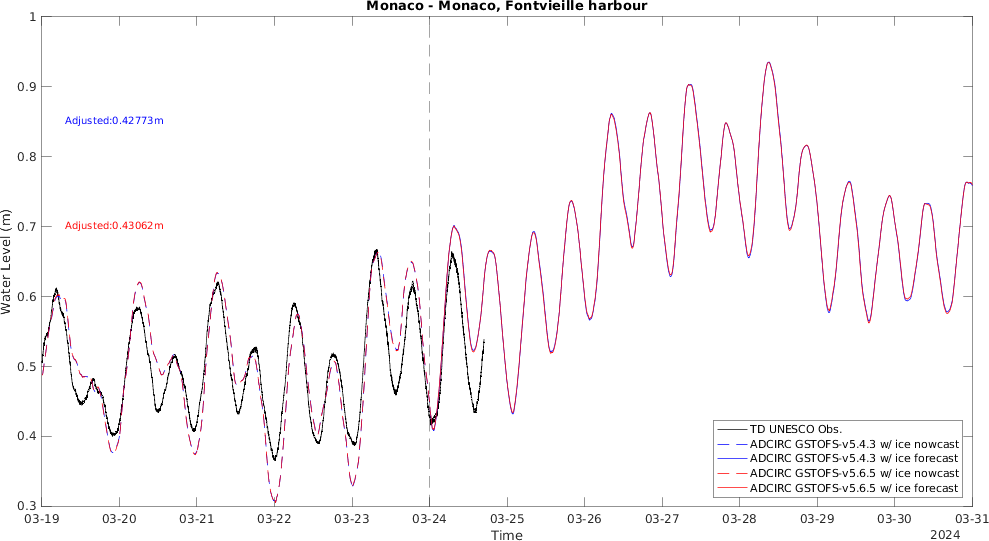 Monaco - Monaco, Fontvieille harbour
1
0.9
0.8
0.7
0.6
0.5
0.4
0.3
Water Level (m)
Adjusted:0.42773m
Adjusted:0.43062m
TD UNESCO Obs.
ADCIRC GSTOFS-v5.4.3 w/ ice nowcast
ADCIRC GSTOFS-v5.4.3 w/ ice forecast
ADCIRC GSTOFS-v5.6.5 w/ ice nowcast
ADCIRC GSTOFS-v5.6.5 w/ ice forecast
03-19 03-20 03-21 03-22 03-23 03-24 03-25 03-26 03-27 03-28 03-29 03-30 03-31
Time
2024